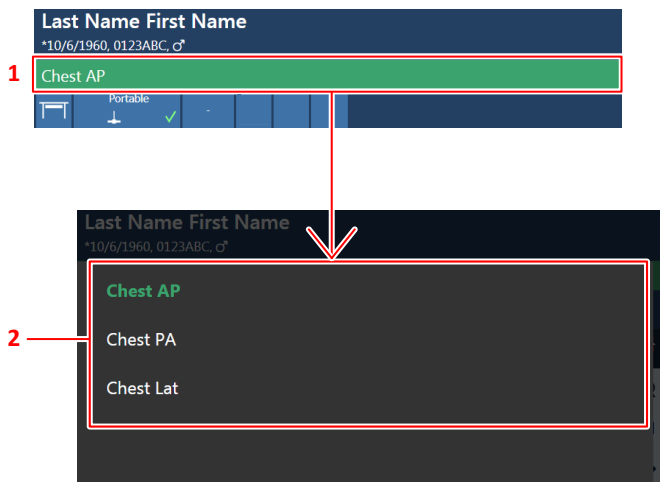 Last Name First Name
*10/6/1960, 0123ABC, ♂
1
Chest AP
Portable
-
Last Name First Name
*10/6/1960, 0123ABC, ♂
Chest AP
2
Chest PA
Chest Lat